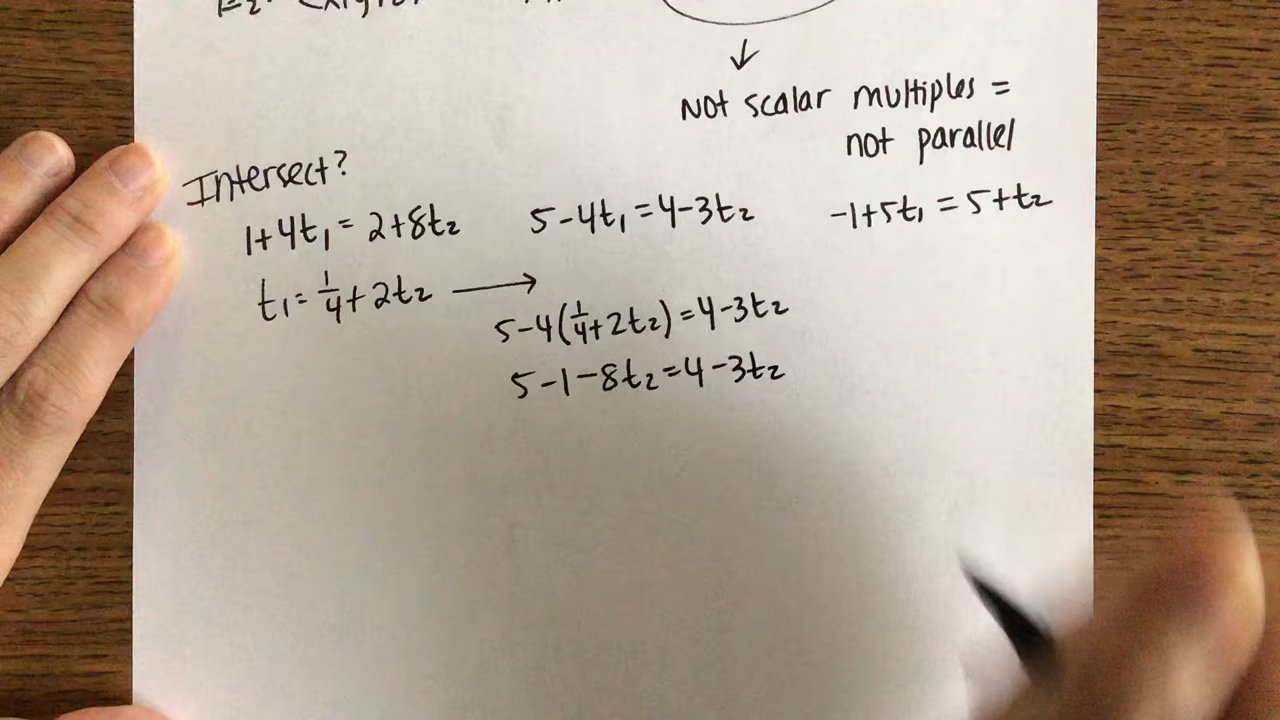 Not scalar multiples =
not parallel
Intersect?
1+4t₁ = 2+8t₂ 5-4t₁ = 4-3t₂ -1+5t₁ = 5+t₂
t₁ = 1/4 + 2t₂ →
5-4(1/4+2t₂) = 4-3t₂
5-1-8t₂ = 4-3t₂